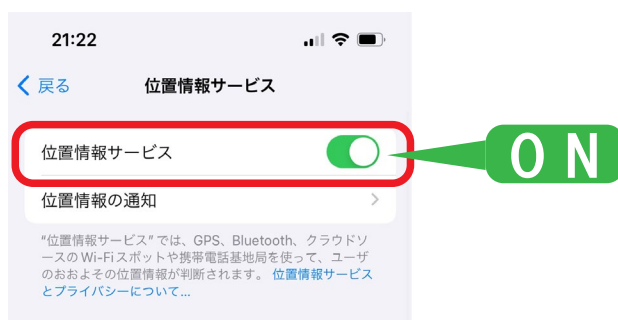 21:22
戻る
位置情報サービス
位置情報サービス
ON
位置情報の通知
“位置情報サービス”では、GPS、Bluetooth、クラウドソ
ースのWi-Fiスポットや携帯電話基地局を使って、ユーザ
のおおよその位置情報が判断されます。位置情報サービス
とプライバシーについて...